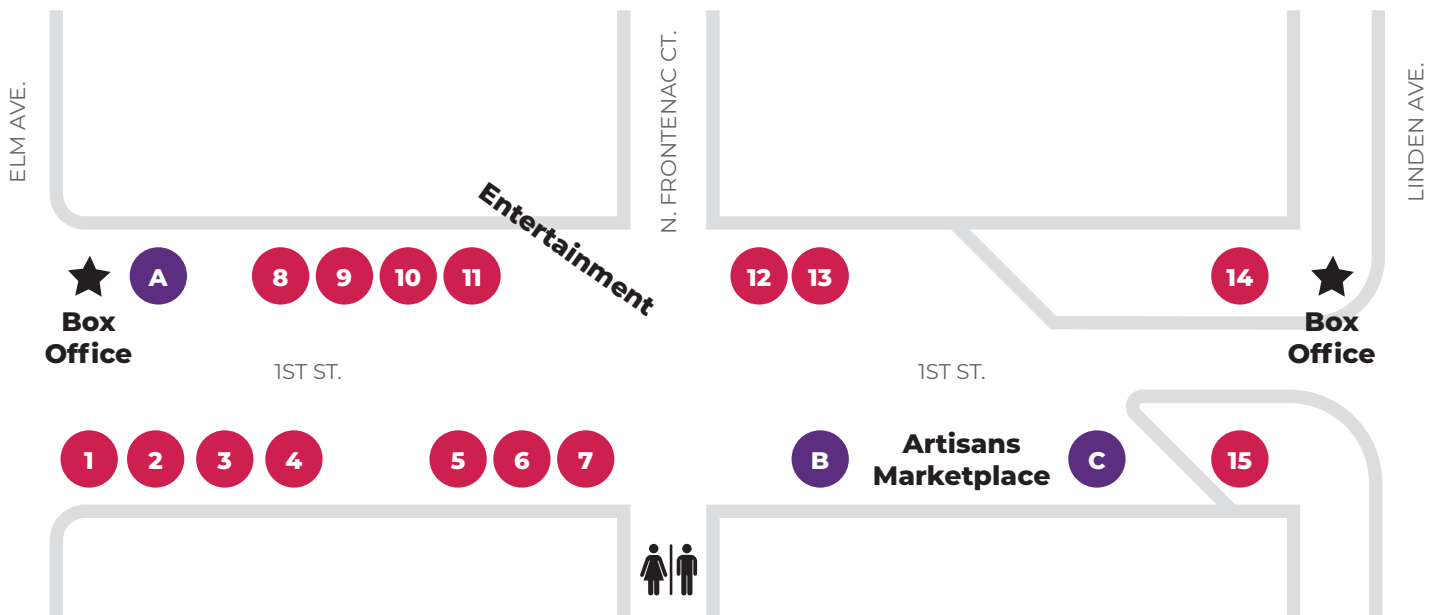 ELM AVE.
N. FRONTENAC CT.
LINDEN AVE.
Entertainment
A
8
9
10
11
12
13
14
Box
Office
Box
Office
1ST ST.
1ST ST.
1
2
3
4
5
6
7
B
Artisans
Marketplace
C
15